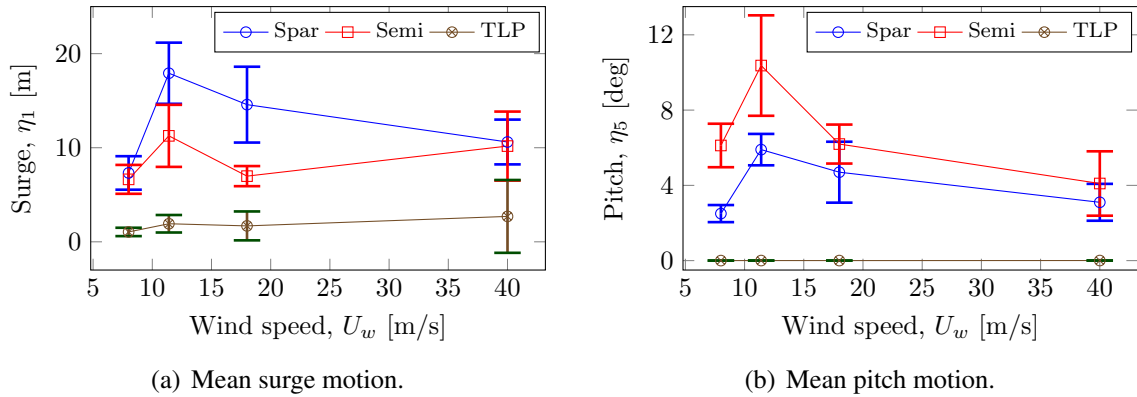 Spar Semi TLP
Surge, η1 [m]
20
10
0
5 10 15 20 25 30 35 40
Wind speed, Uw [m/s]
(a) Mean surge motion.
Spar Semi TLP
Pitch, η5 [deg]
12
8
4
0
5 10 15 20 25 30 35 40
Wind speed, Uw [m/s]
(b) Mean pitch motion.